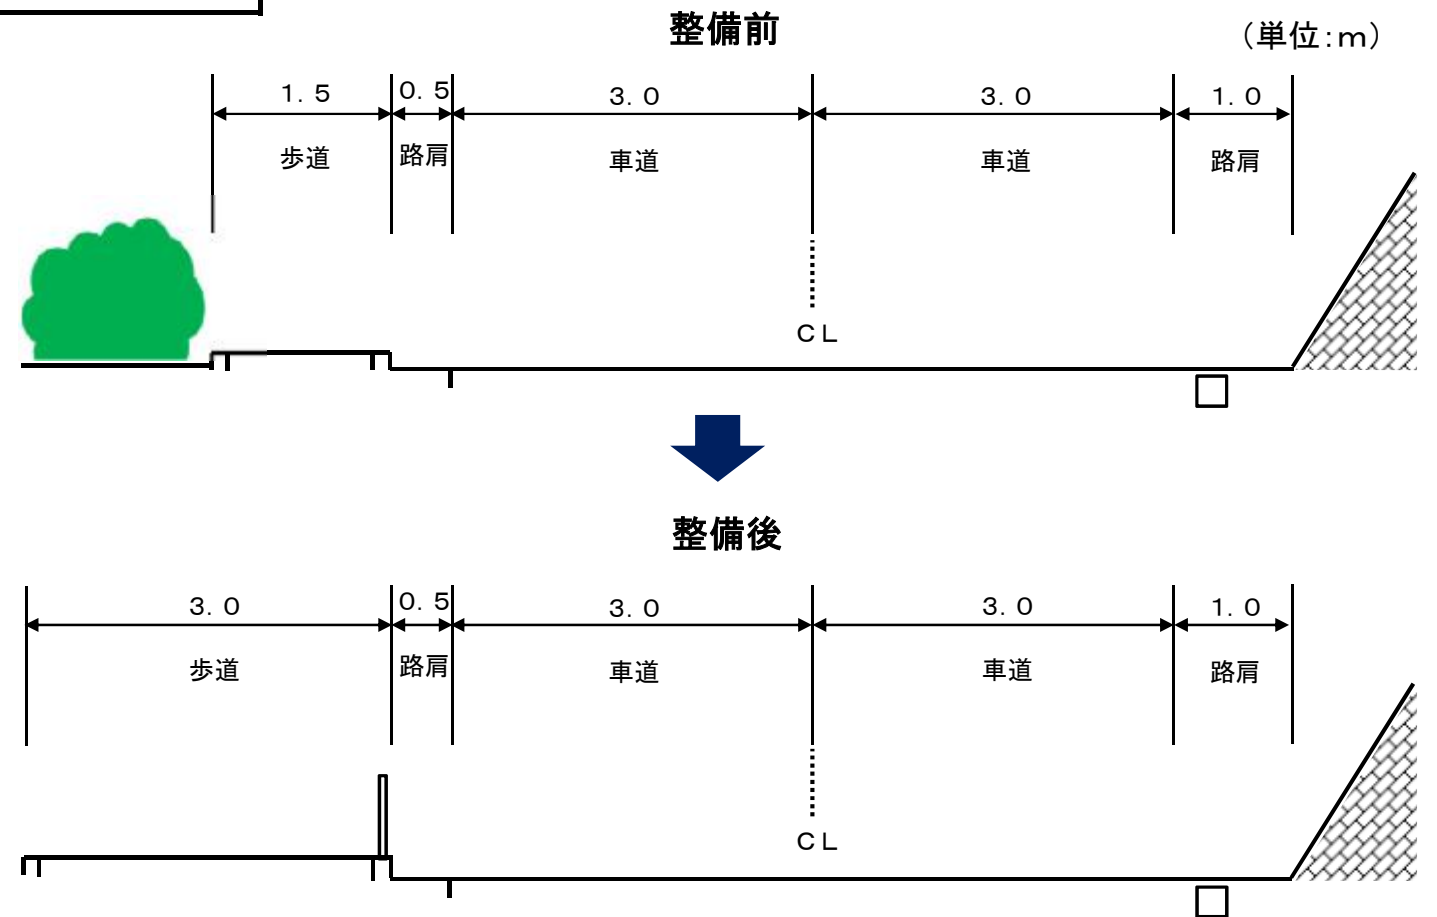 整備前
（単位：ｍ）
１．５ ０．５ ３．０ ３．０ １．０
歩道 路肩 車道 車道 路肩
ＣＬ
整備後
３．０ ０．５ ３．０ ３．０ １．０
歩道 路肩 車道 車道 路肩
ＣＬ